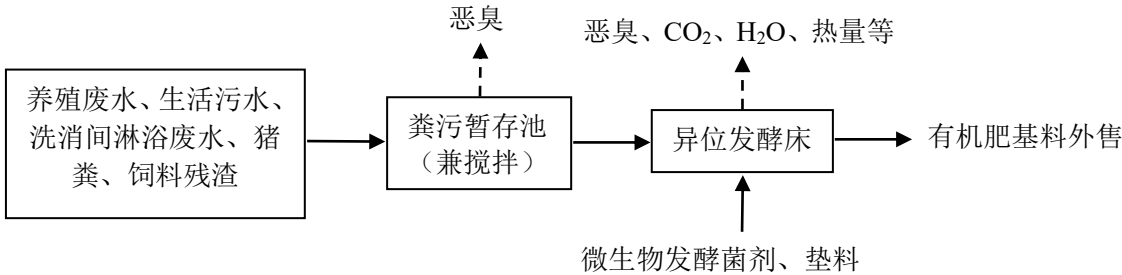 恶臭
恶臭、CO₂、H₂O、热量等
养殖废水、生活污水、
洗消间淋浴废水、猪
粪、饲料残渣
粪污暂存池
（兼搅拌）
异位发酵床
有机肥基料外售
微生物发酵菌剂、垫料